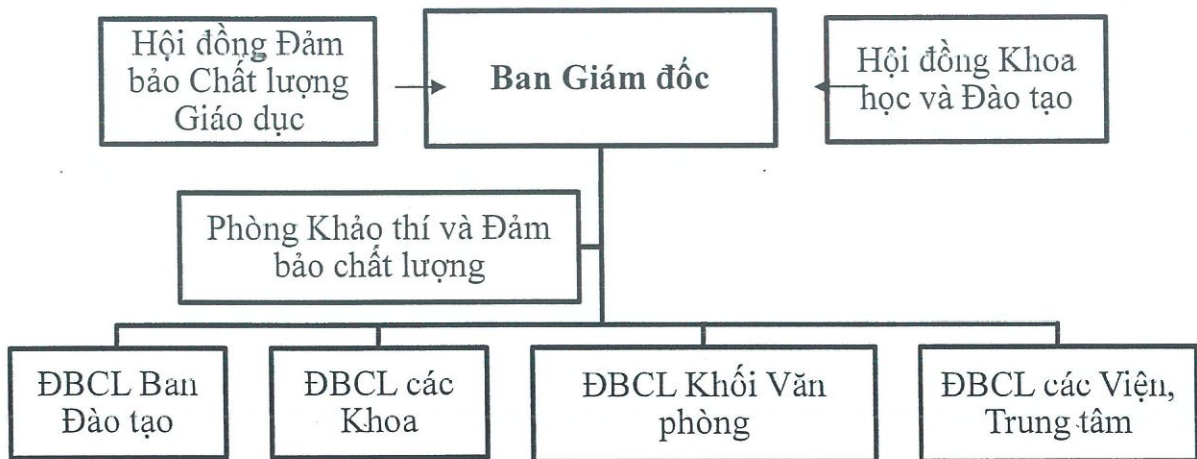 Hội đồng Đảm
bảo Chất lượng
Giáo dục
Ban Giám đốc
Hội đồng Khoa
học và Đào tạo
Phòng Khảo thí và Đảm
bảo chất lượng
ĐBCL Ban
Đào tạo
ĐBCL các
Khoa
ĐBCL Khối Văn
phòng
ĐBCL các Viện,
Trung tâm